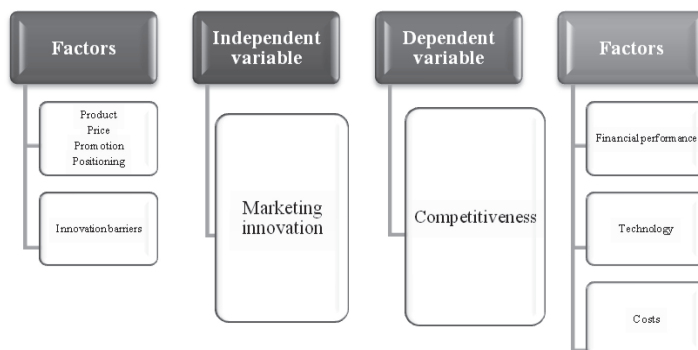 Factors
Product
Price
Promotion
Positioning
Innovation barriers
Independent
variable
Marketing
innovation
Dependent
variable
Competitiveness
Factors
Financial performance
Technology
Costs